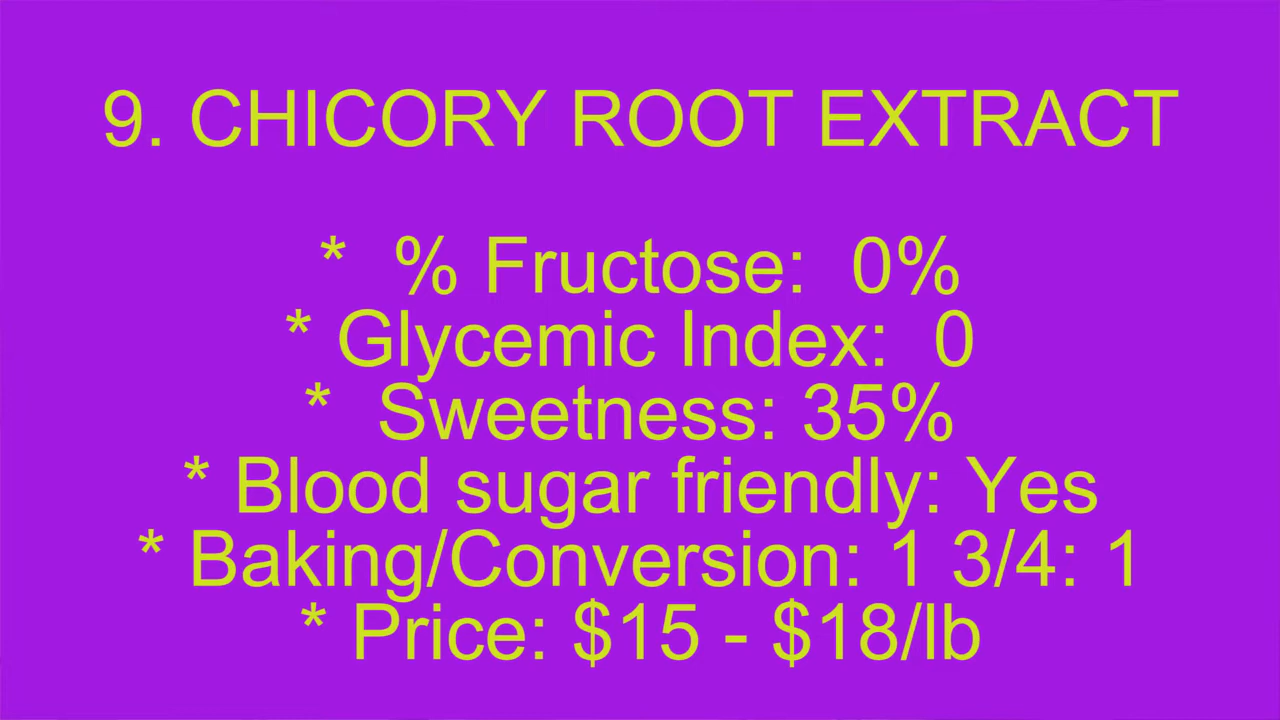 9. CHICORY ROOT EXTRACT
* % Fructose: 0%
* Glycemic Index: 0
* Sweetness: 35%
* Blood sugar friendly: Yes
* Baking/Conversion: 1 3/4: 1
* Price: $15 - $18/lb